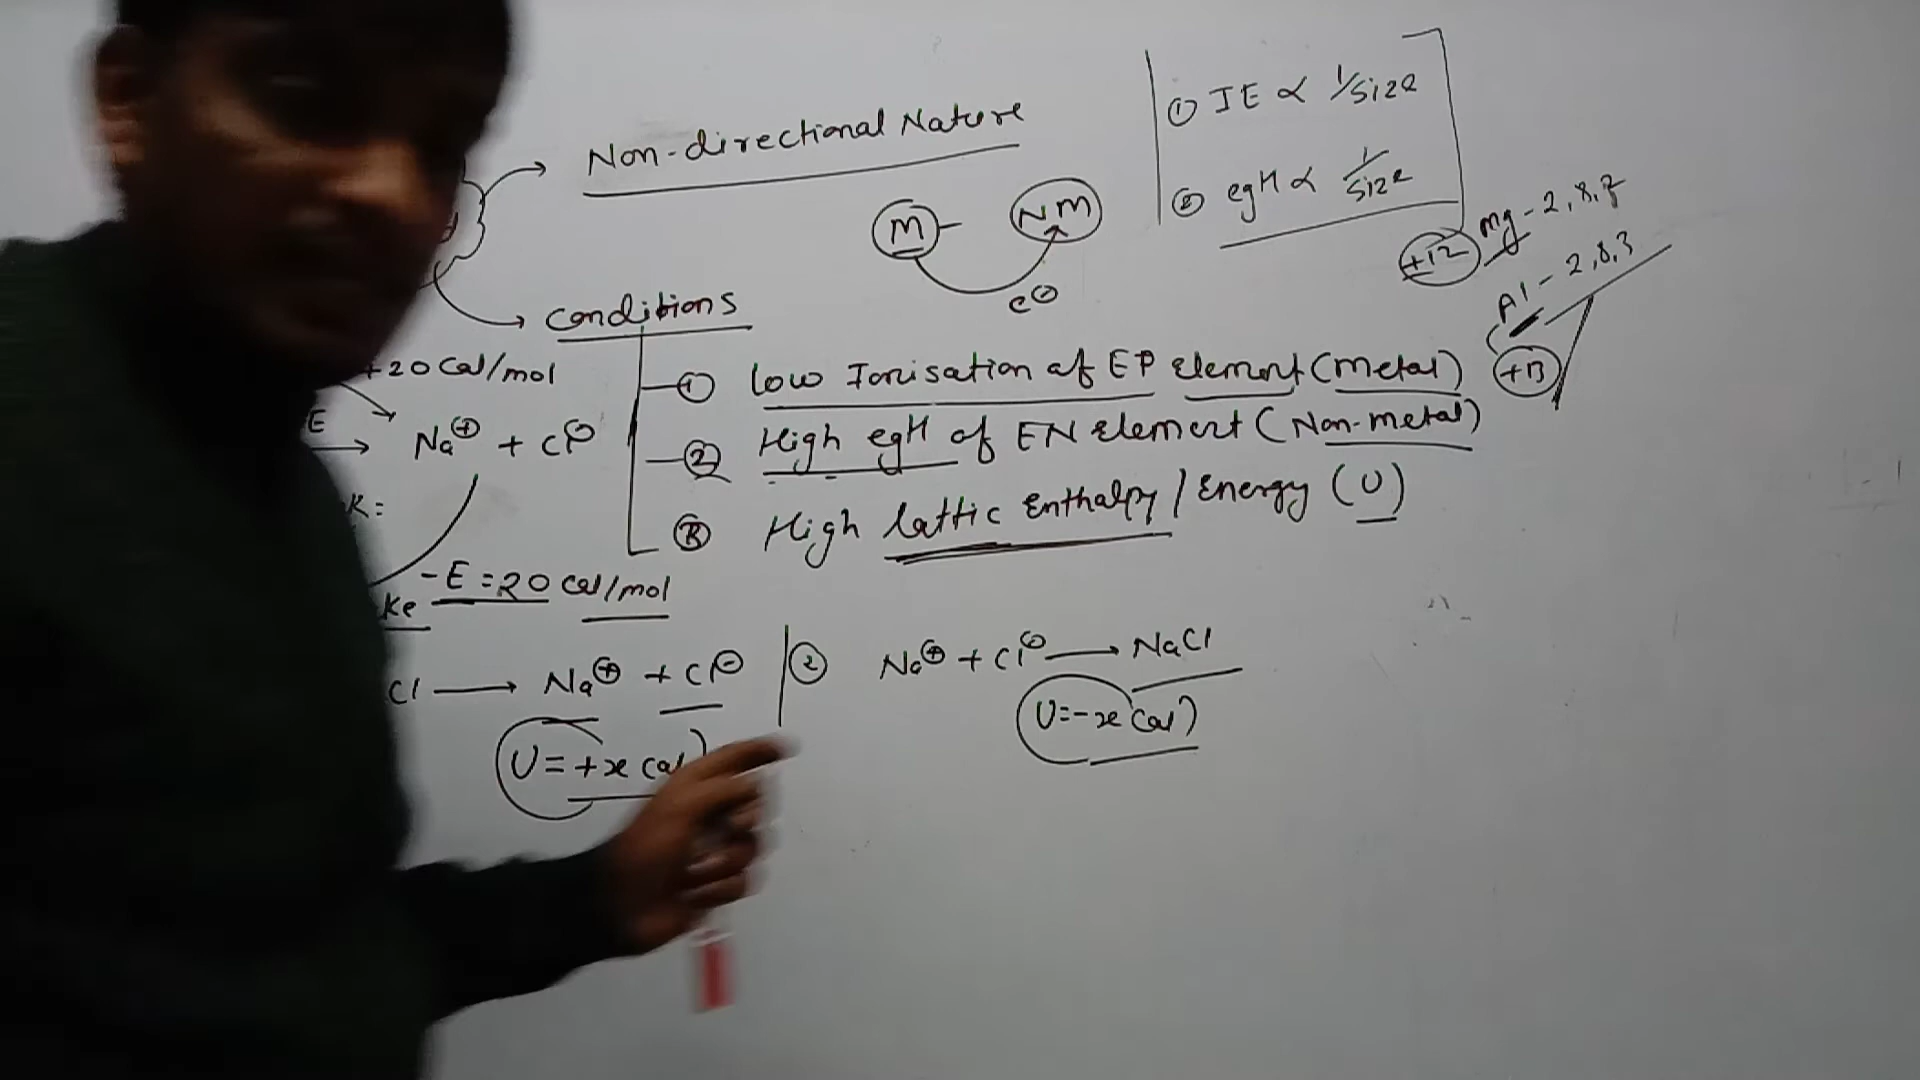 Non-directional Nature
① IE ∝ 1/size
② egH ∝ 1/size
M NM
e⊖
+12 mg - 2,8,2
Al - 2,8,3
+13
Conditions
+20 Cal/mol
① low Ionisation of EP element (metal)
E
Na⊕ + Cl⊖
② High egH of EN element (Non-metal)
③ High lattic Enthalpy / Energy (U)
K:
-E = 20 Cal/mol
Ke
Cl → Na⊕ + Cl⊖
② Na⊕ + Cl⊖ → NaCl
U = +x Cal
U = -x Cal